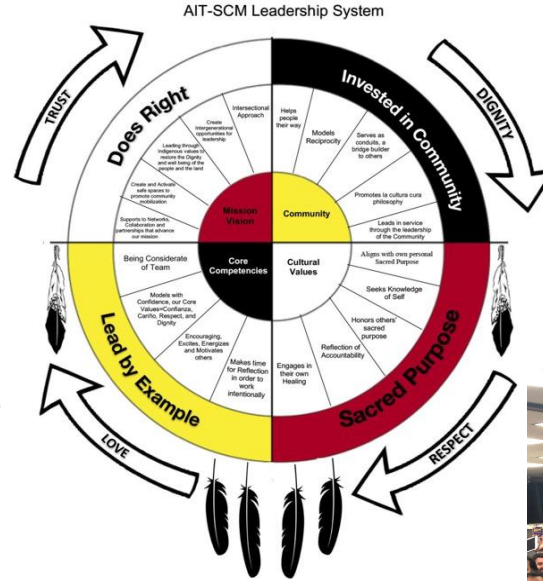 AIT-SCM Leadership System
TRUST
DIGNITY
RESPECT
LOVE
Does Right
Invested in Community
Sacred Purpose
Lead by Example
Mission
Vision
Community
Cultural
Values
Core
Competencies
Supports to Networks,
Collaboration and
partnerships that advance
our mission
Create and Activate
safe spaces to
promote community
mobilization
Leading through
Indigenous values to
restore the Dignity
and well being of the
people and the land
Create
Intergenerational
opportunities for
leadership
Intersectional
Approach
Helps
people
their way
Models
Reciprocity
Serves as
conduits, a
bridge builder
to others
Promotes la cultura cura
philosophy
Leads in service
through the leadership
of the Community
Aligns with own personal
Sacred Purpose
Seeks Knowledge
of Self
Honors others'
sacred
purpose
Reflection of
Accountability
Engages in
their own
Healing
Makes time
for Reflection
in order to
work
intentionally
Encouraging,
Excites, Energizes
and Motivates
others
Models with
Confidence, our Core
Values=Confianza,
Cariño, Respect, and
Dignity
Being Considerate
of Team